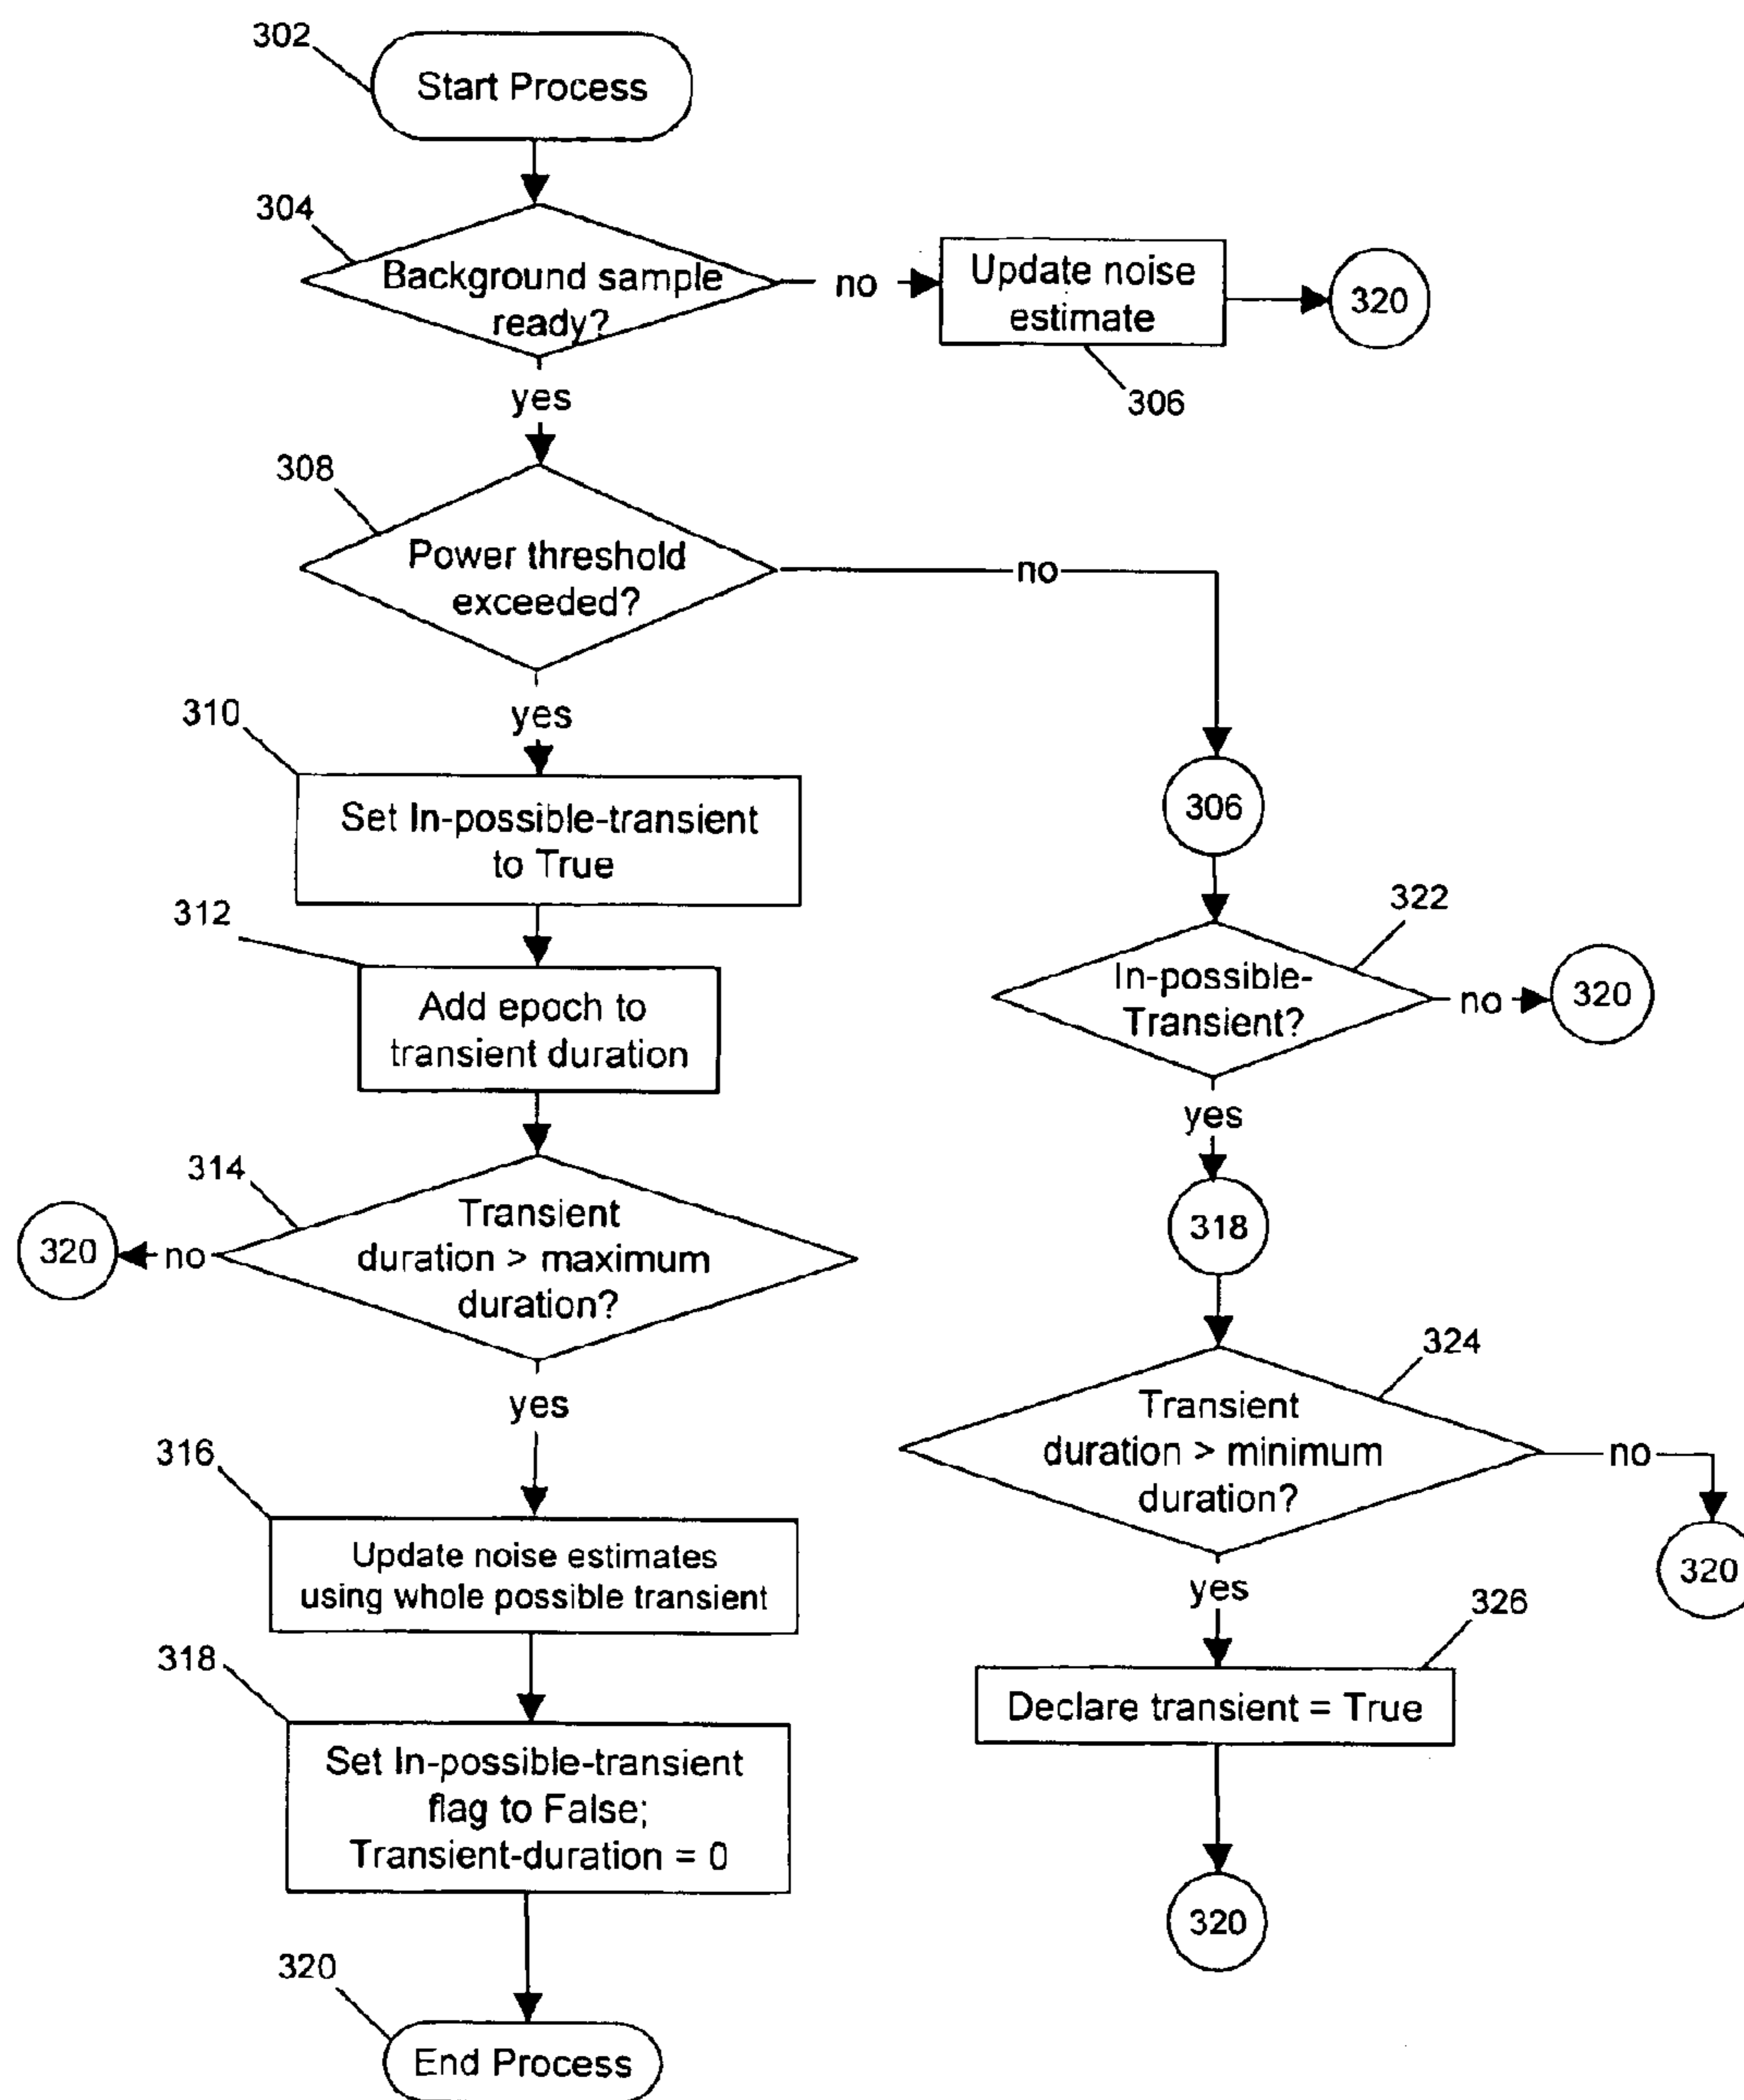 302
Start Process
304
Background sample
ready?
no
Update noise
estimate
320
306
yes
308
Power threshold
exceeded?
no
yes
310
Set In-possible-transient
to True
306
312
Add epoch to
transient duration
322
In-possible-
Transient?
no
320
yes
318
314
Transient
duration > maximum
duration?
no
320
yes
324
Transient
duration > minimum
duration?
no
320
yes
316
Update noise estimates
using whole possible transient
326
Declare transient = True
320
318
Set In-possible-transient
flag to False;
Transient-duration = 0
320
End Process